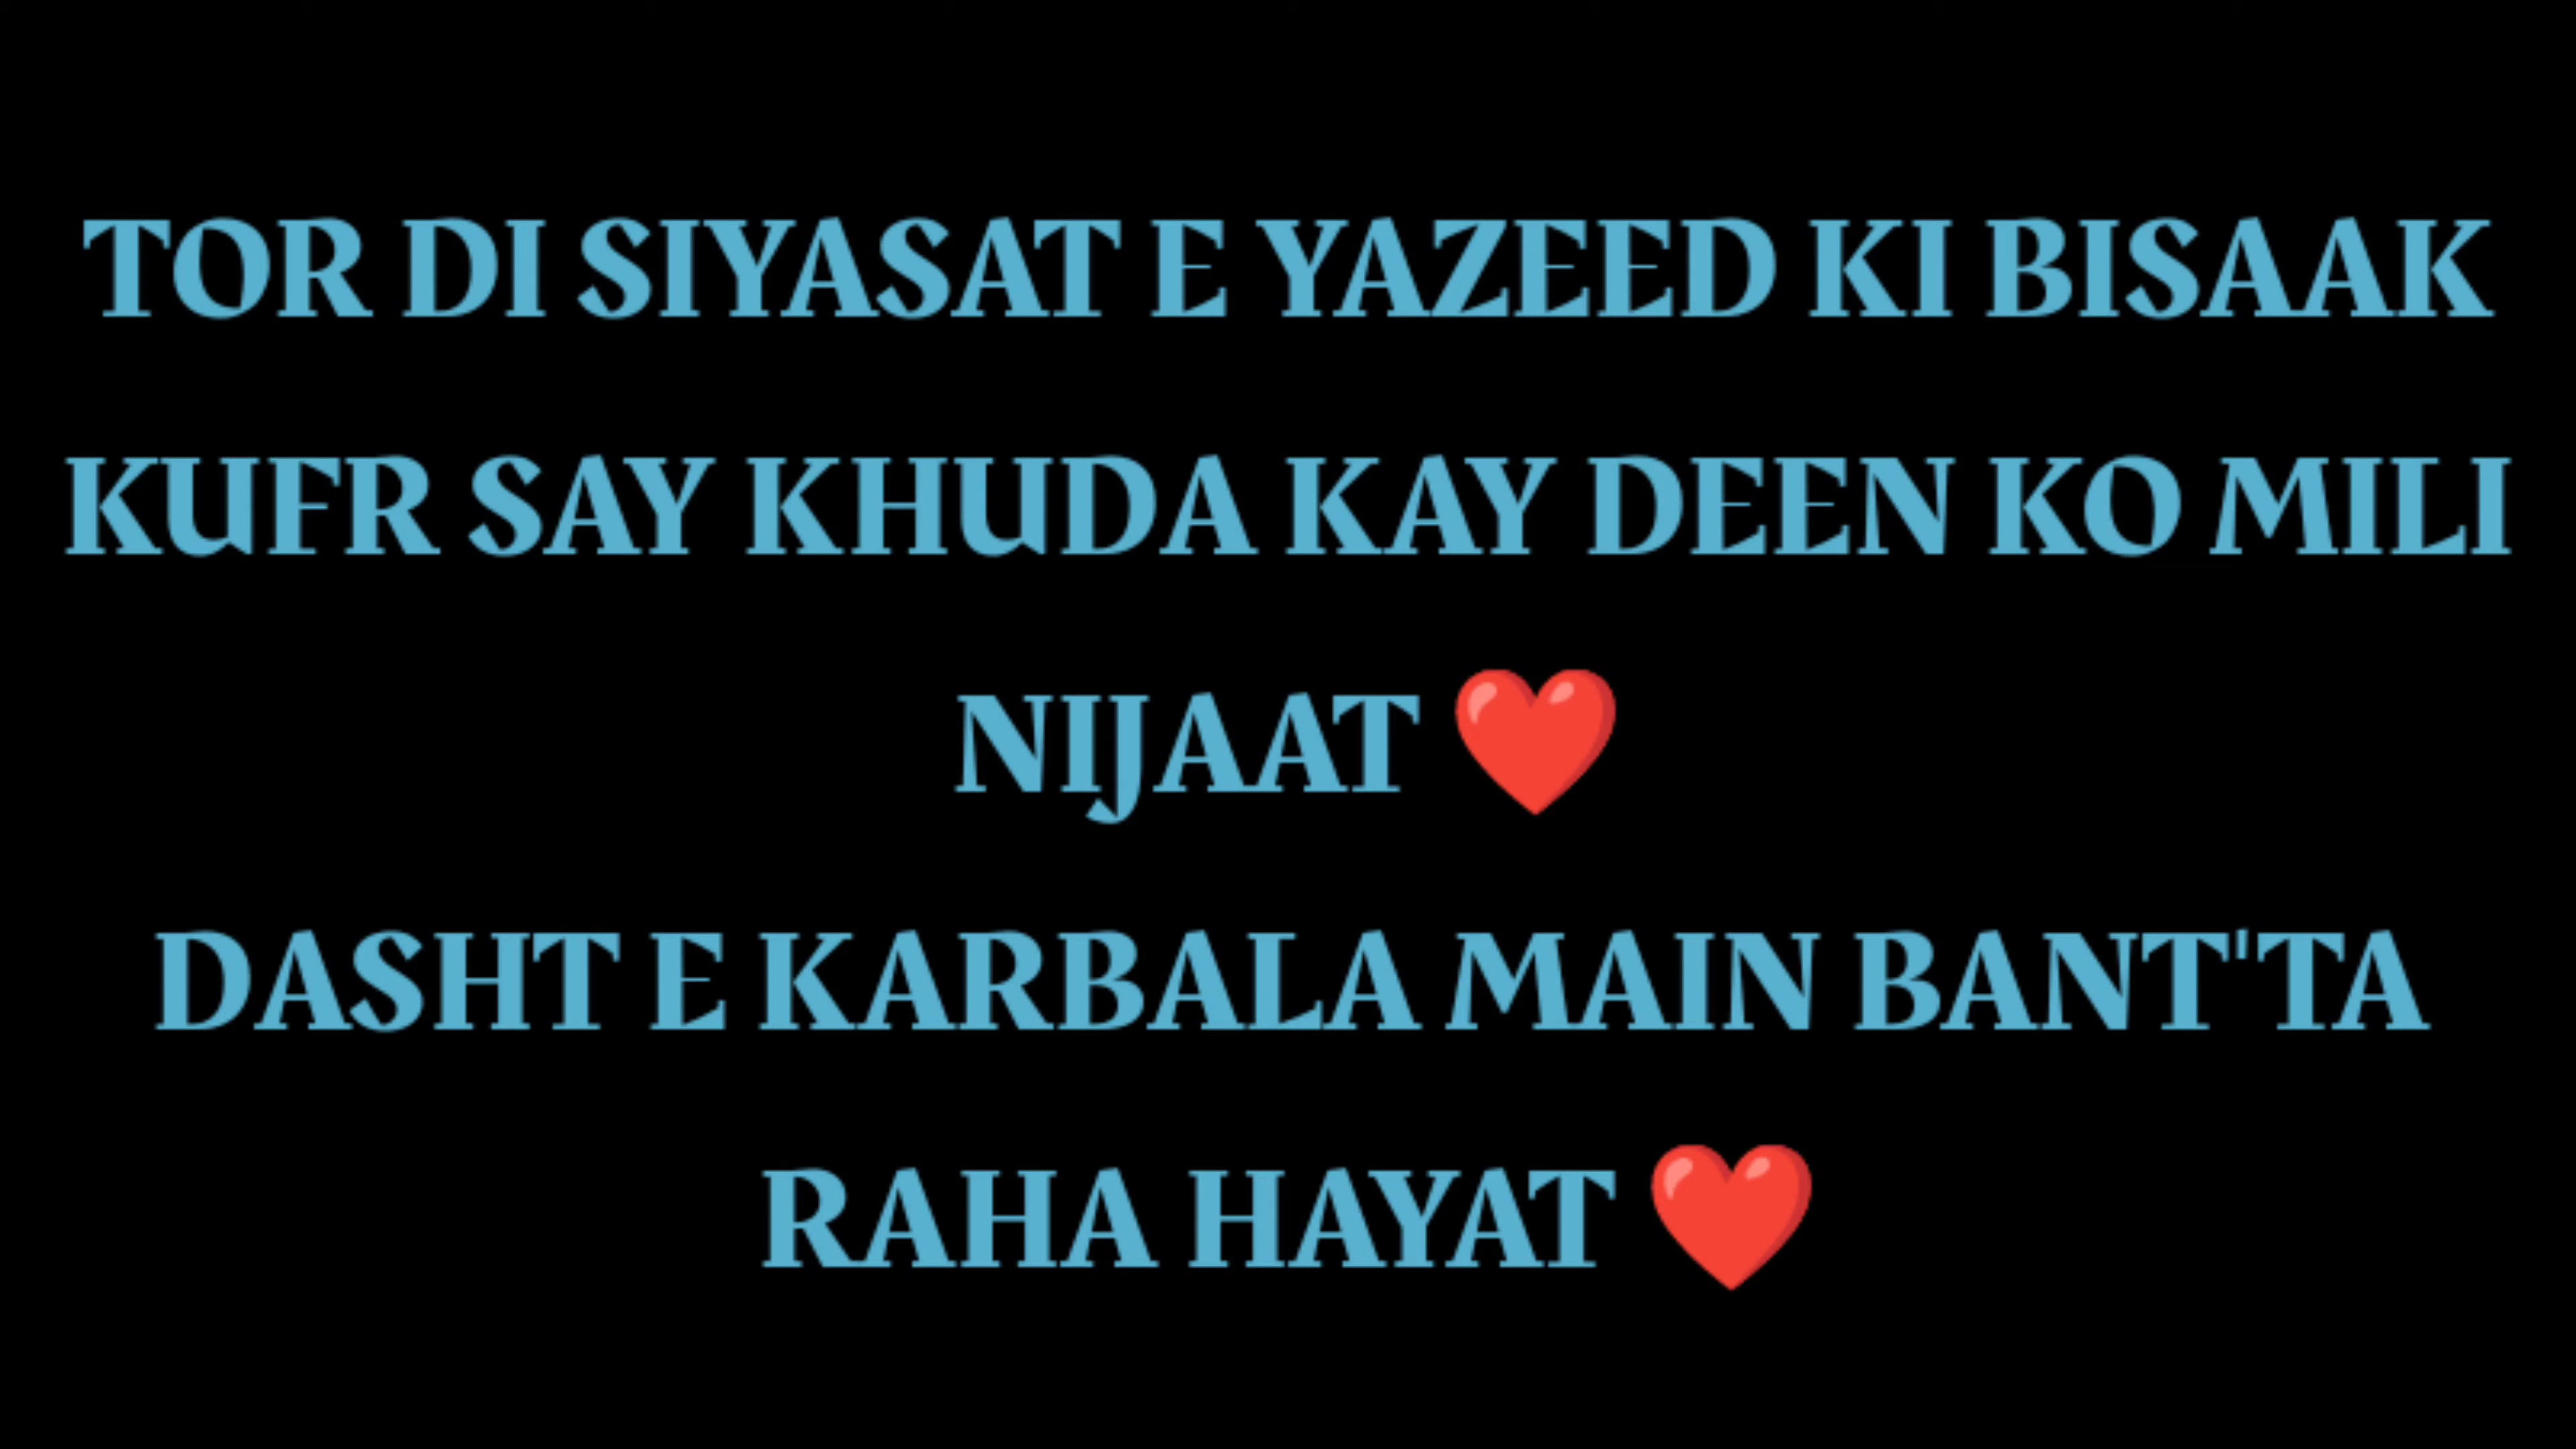 TOR DI SIYASAT E YAZEED KI BISAAK
KUFR SAY KHUDA KAY DEEN KO MILI
NIJAAT ❤️
DASHT E KARBALA MAIN BANT'TA
RAHA HAYAT ❤️